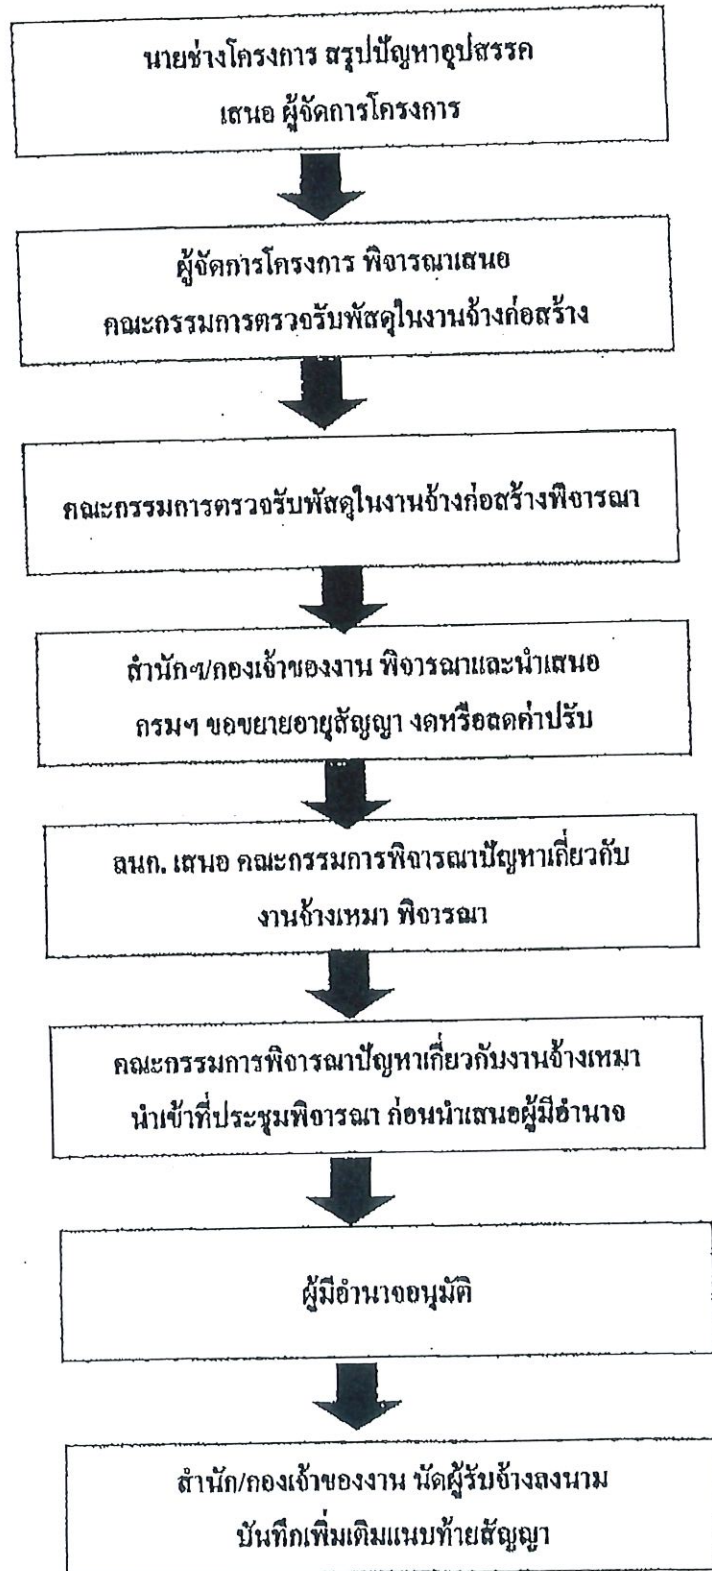 นายช่างโครงการ สรุปปัญหาอุปสรรค
เสนอ ผู้จัดการโครงการ
ผู้จัดการโครงการ พิจารณาเสนอ
คณะกรรมการตรวจรับพัสดุในงานจ้างก่อสร้าง
คณะกรรมการตรวจรับพัสดุในงานจ้างก่อสร้างพิจารณา
สำนักฯ/กองเจ้าของงาน พิจารณาและนำเสนอ
กรมฯ ขอขยายอายุสัญญา งดหรือลดค่าปรับ
ลนก. เสนอ คณะกรรมการพิจารณาปัญหาเกี่ยวกับ
งานจ้างเหมา พิจารณา
คณะกรรมการพิจารณาปัญหาเกี่ยวกับงานจ้างเหมา
นำเข้าที่ประชุมพิจารณา ก่อนนำเสนอผู้มีอำนาจ
ผู้มีอำนาจอนุมัติ
สำนัก/กองเจ้าของงาน นัดผู้รับจ้างลงนาม
บันทึกเพิ่มเติมแนบท้ายสัญญา